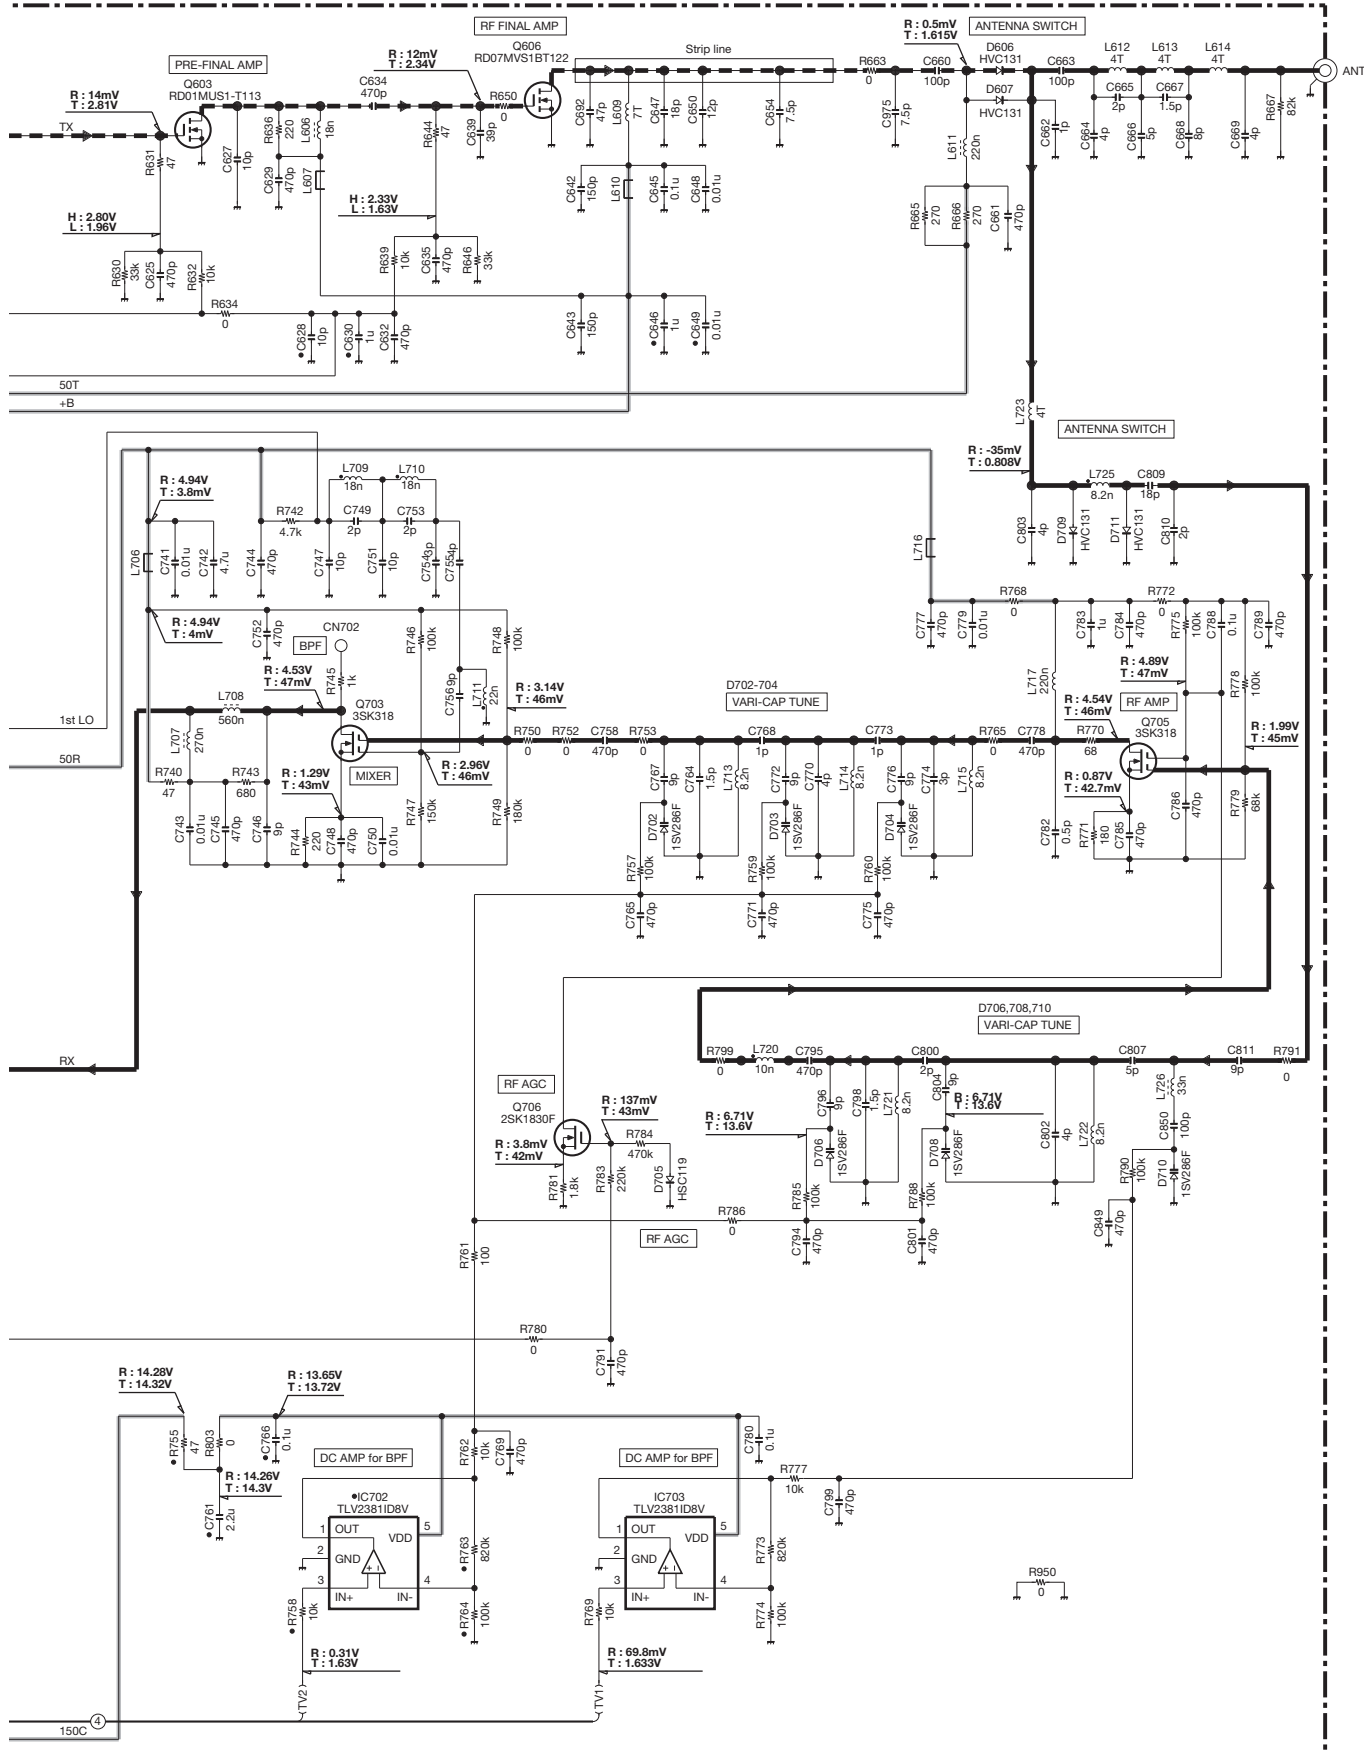 RF FINAL AMP
Q606
RD07MVS1BT122
R : 0.5mV
T : 1.615V
ANTENNA SWITCH
D606
HVC131
PRE-FINAL AMP
Q603
RD01MUS1-T113
R : 12mV
T : 2.34V
C634
470p
Strip line
R663
0
C660
100p
C663
100p
L612
4T
L613
4T
L614
4T
ANT
R : 14mV
T : 2.81V
TX
R650
0
D607
HVC131
C665
2p
C667
1.5p
R631
47
C627
10p
R636
220
L606
18n
C629
470p
L607
R644
47
C639
39p
C692
47p
L609
7T
C647
18p
C650
12p
C654
7.5p
C975
7.5p
L611
220n
C662
1p
C664
4p
C666
5p
C668
8p
C669
4p
R667
82k
H : 2.80V
L : 1.96V
H : 2.33V
L : 1.63V
C642
150p
L610
C645
0.1u
C648
0.01u
R665
270
R666
270
C661
470p
R630
33k
C625
470p
R632
10k
R639
10k
C635
470p
R646
33k
R634
0
C628
10p
C630
1u
C632
470p
C643
150p
C646
1u
C649
0.01u
50T
+B
L723
4T
ANTENNA SWITCH
R : -35mV
T : 0.808V
L725
8.2n
C809
18p
R : 4.94V
T : 3.8mV
L709
18n
L710
18n
R742
4.7k
C749
2p
C753
2p
C803
4p
D709
HVC131
D711
HVC131
C810
2p
L706
C741
0.01u
C742
4.7u
C744
470p
C747
10p
C751
10p
C754
3p
C755
4p
L716
R : 4.94V
T : 4mV
C752
470p
CN702
BPF
R745
1k
R746
100k
R748
100k
R768
0
R772
0
C777
470p
C779
0.01u
C783
1u
C784
470p
R775
100k
C788
0.1u
C789
470p
R : 4.53V
T : 47mV
C756
9p
L711
22n
R : 3.14V
T : 46mV
D702-704
VARI-CAP TUNE
L717
220n
R : 4.89V
T : 47mV
R778
100k
1st LO
L708
560n
Q703
3SK318
R750
0
R752
0
C758
470p
R753
0
C768
1p
C773
1p
R765
0
C778
470p
R : 4.54V
T : 46mV
R770
68
RF AMP
Q705
3SK318
R : 1.99V
T : 45mV
50R
L707
270n
MIXER
R740
47
R743
680
R : 1.29V
T : 43mV
R : 2.96V
T : 46mV
C767
9p
C764
1.5p
L713
8.2n
C772
9p
C770
4p
L714
8.2n
C776
9p
C774
3p
L715
8.2n
R : 0.87V
T : 42.7mV
C743
0.01u
C745
470p
C746
9p
R744
220
C748
470p
C750
0.01u
R747
150k
R749
180k
D702
1SV286F
D703
1SV286F
D704
1SV286F
C782
0.5p
R771
180
C785
470p
C786
470p
R779
68k
R757
100k
R759
100k
R760
100k
C765
470p
C771
470p
C775
470p
D706,708,710
VARI-CAP TUNE
RX
R799
0
L720
10n
C795
470p
C800
2p
C807
5p
C811
9p
R791
0
RF AGC
Q706
2SK1830F
R : 137mV
T : 43mV
C796
9p
C798
1.5p
L721
8.2n
C804
9p
L726
33n
R : 6.71V
T : 13.6V
R : 6.71V
T : 13.6V
R : 3.8mV
T : 42mV
R784
470k
D706
1SV286F
D708
1SV286F
C802
4p
L722
8.2n
C850
100p
R781
1.8k
R783
220k
D705
HSC119
R785
100k
R788
100k
R790
100k
D710
1SV286F
R786
0
RF AGC
C794
470p
C801
470p
C849
470p
R761
100
R780
0
C791
470p
R : 14.28V
T : 14.32V
R : 13.65V
T : 13.72V
R755
47
R803
0
C766
0.1u
DC AMP for BPF
R762
10k
C769
470p
DC AMP for BPF
C780
0.1u
R : 14.26V
T : 14.3V
C761
2.2u
IC702
TLV2381ID8V
IC703
TLV2381ID8V
R777
10k
C799
470p
1 OUT VDD 5
2 GND
3 IN+ IN- 4
1 OUT VDD 5
2 GND
3 IN+ IN- 4
R763
820k
R773
820k
R758
10k
R764
100k
R769
10k
R774
100k
R950
0
R : 0.31V
T : 1.63V
R : 69.8mV
T : 1.633V
TV2
TV1
4
150C